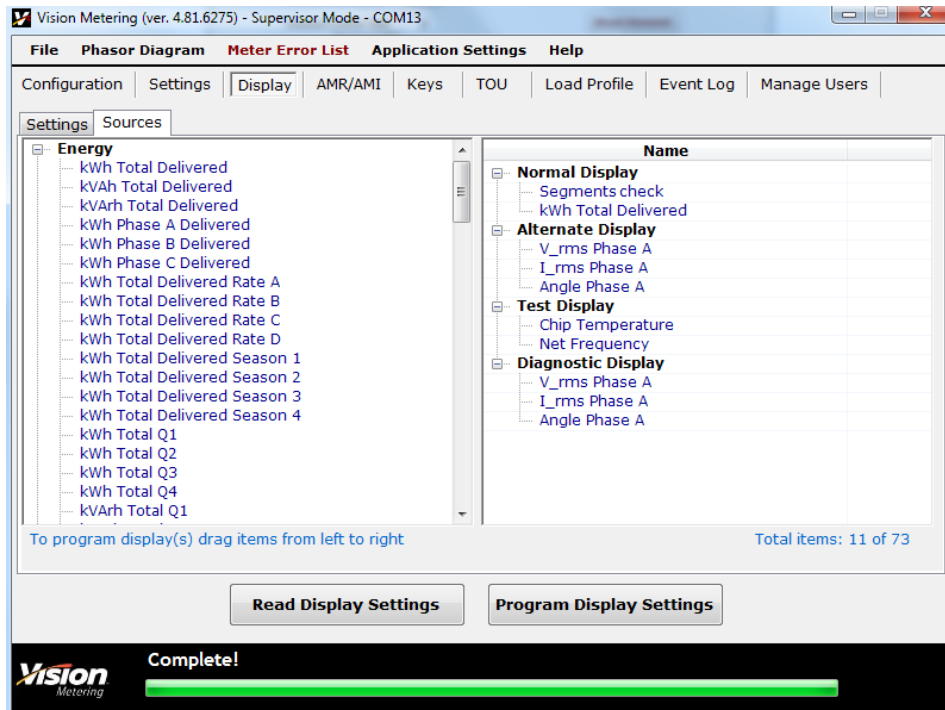 Vision Metering (ver. 4.81.6275) - Supervisor Mode - COM13
File Phasor Diagram Meter Error List Application Settings Help
Configuration Settings Display AMR/AMI Keys TOU Load Profile Event Log Manage Users
Settings Sources
Energy
kWh Total Delivered
kVAh Total Delivered
kVArh Total Delivered
kWh Phase A Delivered
kWh Phase B Delivered
kWh Phase C Delivered
kWh Total Delivered Rate A
kWh Total Delivered Rate B
kWh Total Delivered Rate C
kWh Total Delivered Rate D
kWh Total Delivered Season 1
kWh Total Delivered Season 2
kWh Total Delivered Season 3
kWh Total Delivered Season 4
kWh Total Q1
kWh Total Q2
kWh Total Q3
kWh Total Q4
kVArh Total Q1
Name
Normal Display
Segments check
kWh Total Delivered
Alternate Display
V_rms Phase A
I_rms Phase A
Angle Phase A
Test Display
Chip Temperature
Net Frequency
Diagnostic Display
V_rms Phase A
I_rms Phase A
Angle Phase A
To program display(s) drag items from left to right
Total items: 11 of 73
Read Display Settings
Program Display Settings
Vision
Metering
Complete!